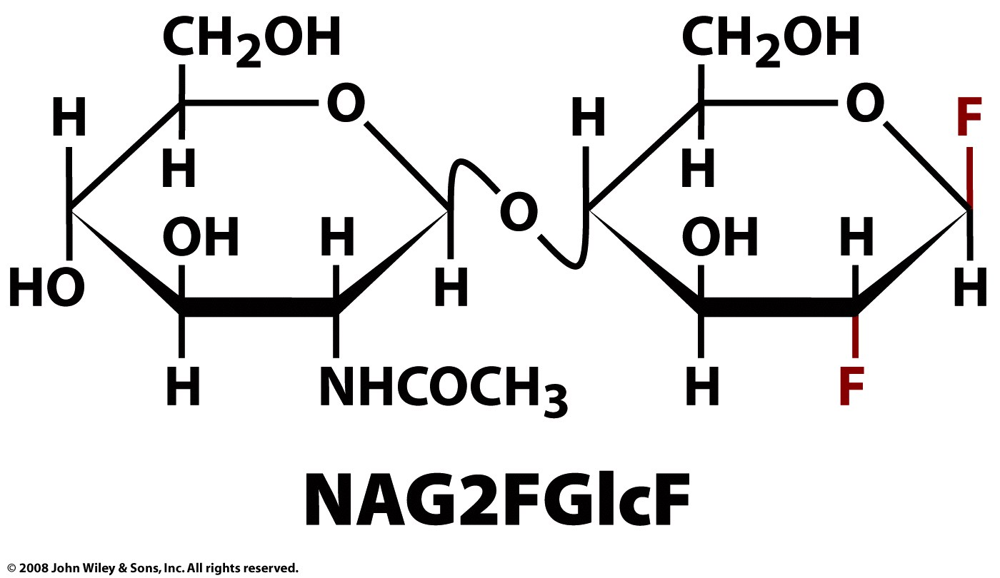 CH2OH CH2OH
H O H O F
H H
OH H OH H
O
HO H H
H NHCOCH3 H F
NAG2FGlcF
© 2008 John Wiley & Sons, Inc. All rights reserved.